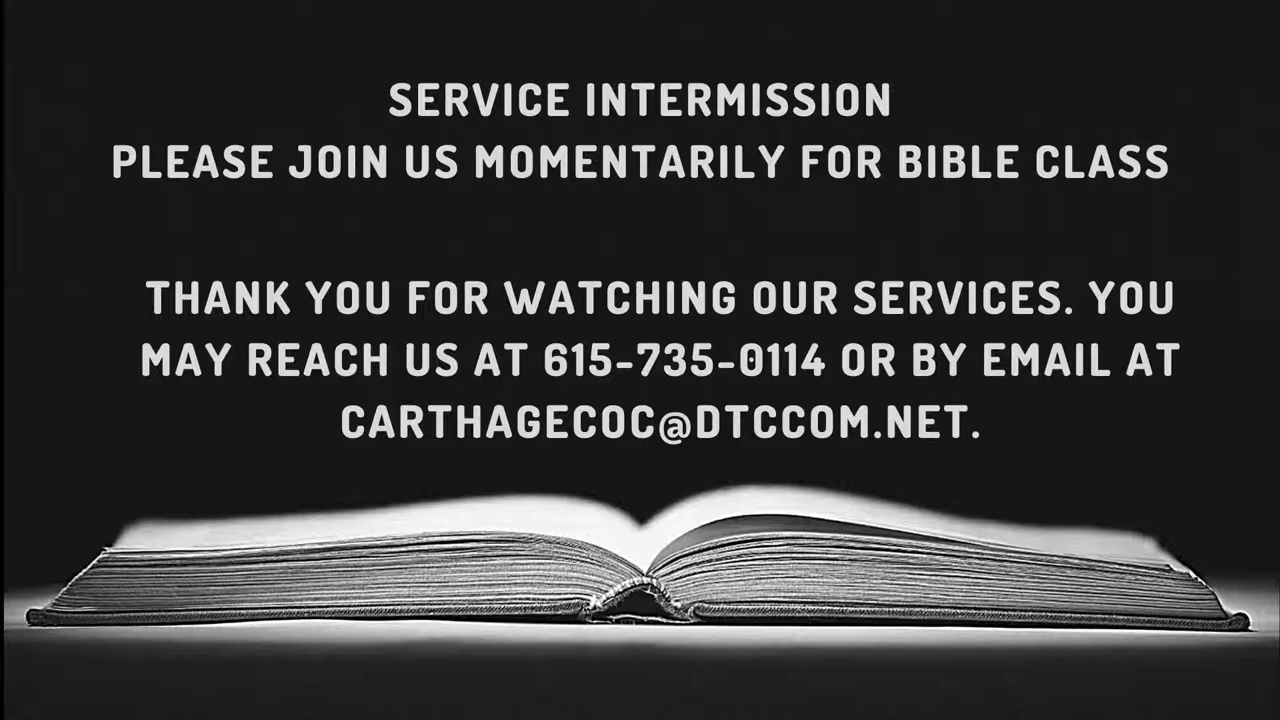 SERVICE INTERMISSION
PLEASE JOIN US MOMENTARILY FOR BIBLE CLASS
THANK YOU FOR WATCHING OUR SERVICES. YOU
MAY REACH US AT 615-735-0114 OR BY EMAIL AT
CARTHAGECOC@DTCCOM.NET.